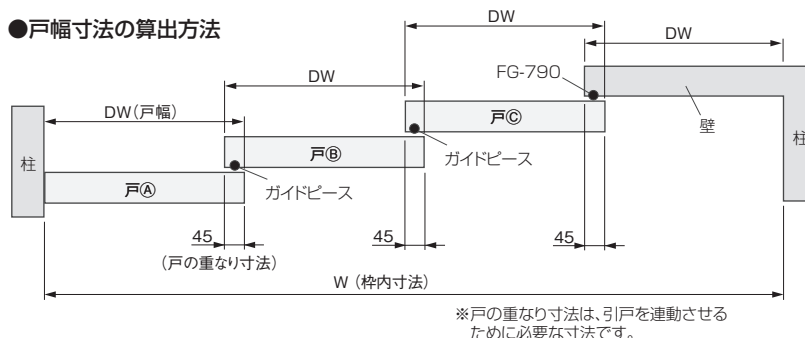 ●戸幅寸法の算出方法
DW
DW
DW
DW(戸幅)
FG-790
壁
柱
柱
戸Ⓒ
戸Ⓑ
戸Ⓐ
ガイドピース
ガイドピース
45
45
45
(戸の重なり寸法)
W (枠内寸法)
※戸の重なり寸法は、引戸を連動させる
ために必要な寸法です。